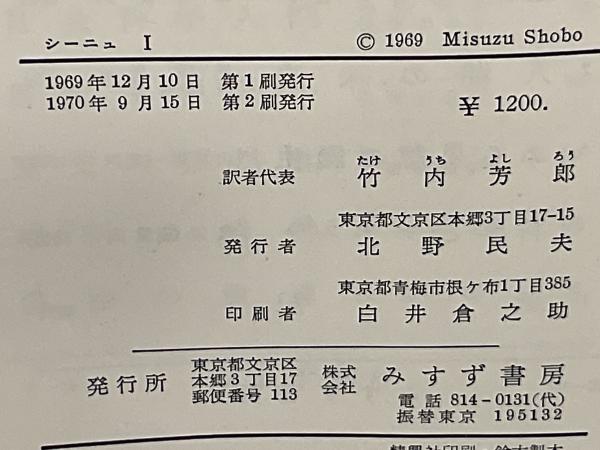 シーニュ I
© 1969 Misuzu Shobo
1969年12月10日 第1刷発行
1970年 9月15日 第2刷発行
¥ 1200.
たけ うち よし ろう
訳者代表 竹内芳郎
東京都文京区本郷3丁目17-15
発行者 北野民夫
東京都青梅市根ケ布1丁目385
印刷者 白井倉之助
発行所
東京都文京区
本郷3丁目17
郵便番号 113
株式
会社
みすず書房
電話 814-0131(代)
振替東京 195132